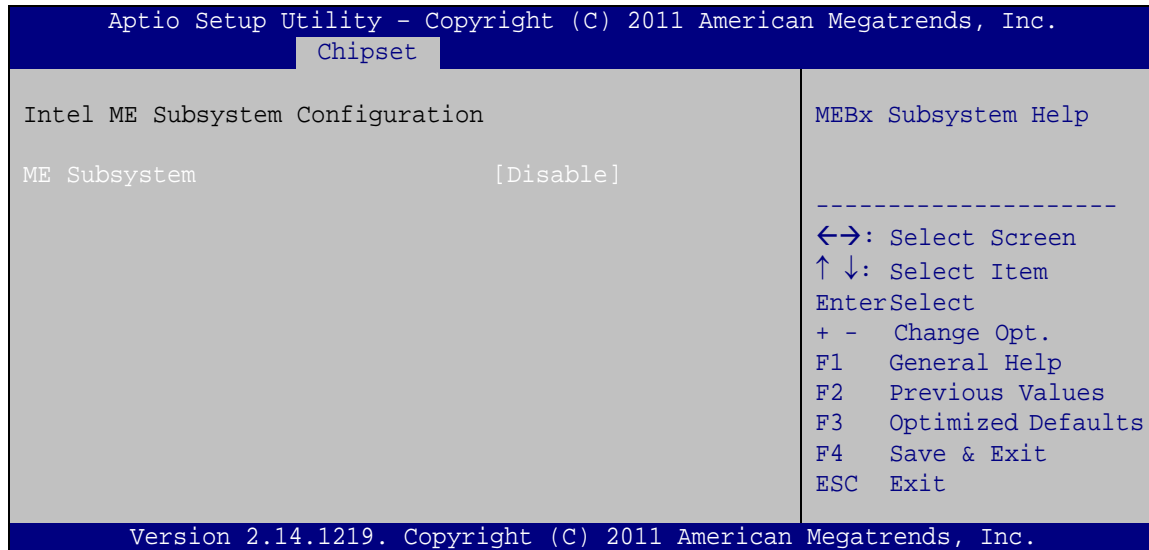 Aptio Setup Utility – Copyright (C) 2011 American Megatrends, Inc.
Chipset
Intel ME Subsystem Configuration
ME Subsystem [Disable]
MEBx Subsystem Help
---------------------
←→: Select Screen
↑ ↓: Select Item
EnterSelect
+ - Change Opt.
F1 General Help
F2 Previous Values
F3 Optimized Defaults
F4 Save & Exit
ESC Exit
Version 2.14.1219. Copyright (C) 2011 American Megatrends, Inc.